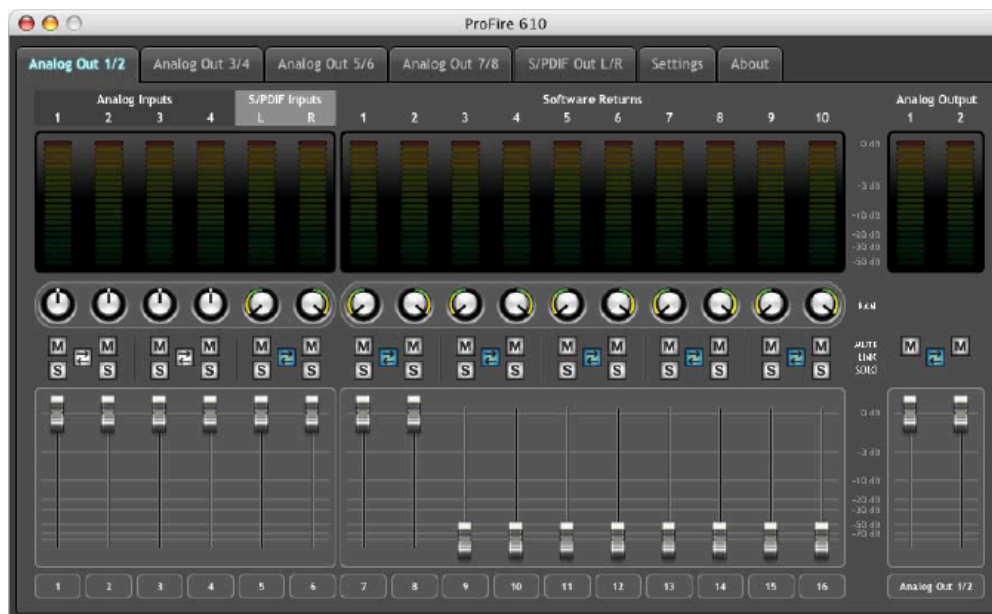 ProFire 610
Analog Out 1/2 Analog Out 3/4 Analog Out 5/6 Analog Out 7/8 S/PDIF Out L/R Settings About
Analog Inputs S/PDIF Inputs Software Returns Analog Output
1 2 3 4 L R 1 2 3 4 5 6 7 8 9 10 1 2
0 dB
-3 dB
-10 dB
-20 dB
-30 dB
-50 dB
PAN
M M M M M M M M M M M M M M M M MUTE M M
LINK
S S S S S S S S S S S S S S S S SOLO
0 dB
-3 dB
-10 dB
-20 dB
-30 dB
-50 dB
-70 dB
1 2 3 4 5 6 7 8 9 10 11 12 13 14 15 16 Analog Out 1/2